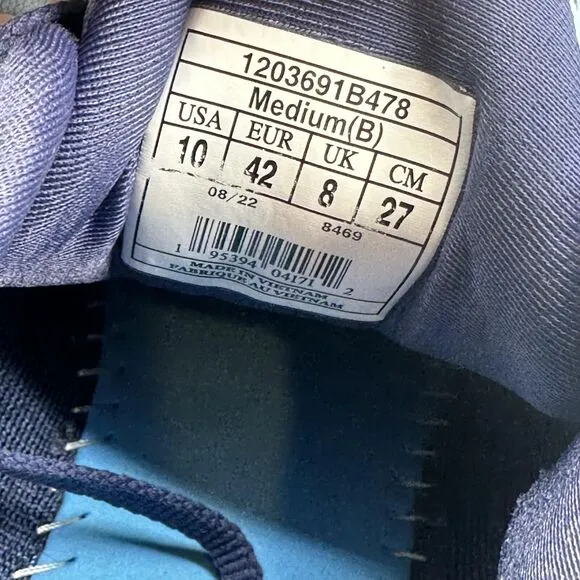 1203691B478
Medium(B)
USA EUR UK CM
10 42 8 27
08/22 8469
1 95394 04171 2
MADE IN VIETNAM
FABRIQUE AU VIETNAM